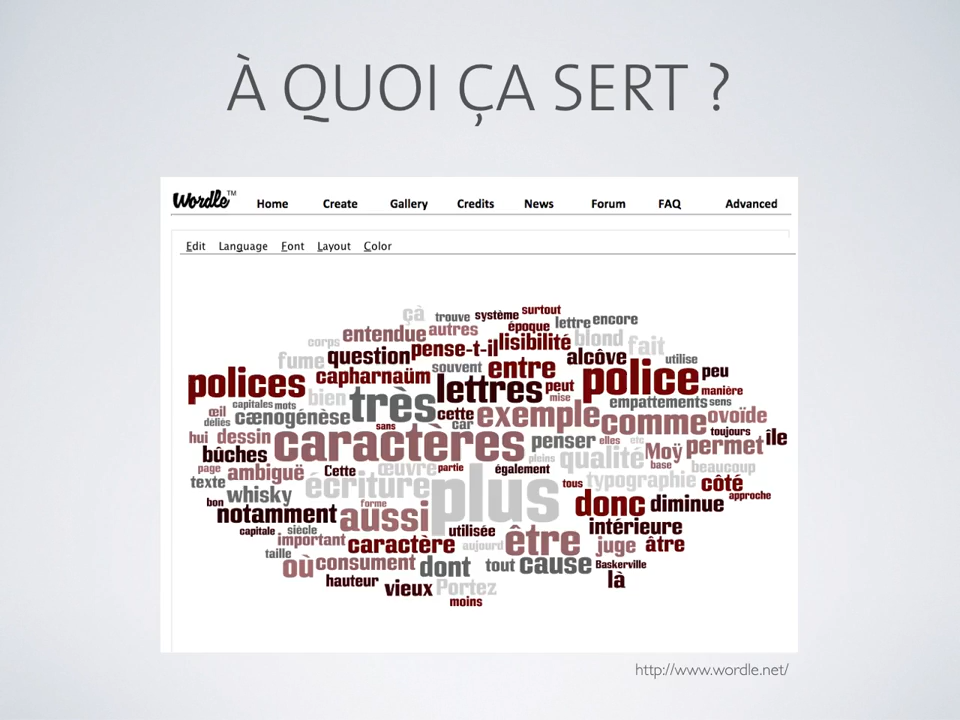 À QUOI ÇA SERT ?
Wordle™ Home Create Gallery Credits News Forum FAQ Advanced
Edit Language Font Layout Color
çà trouve système surtout
entendue autres époque lettre encore
corps question pense-t-il lisibilité blond fait
fume souvent entre alcôve utilise
polices capharnaüm lettres peut police peu
bien très mise manière
œil capitales mots cette exemple comme empattements sens
délies cænogénèse car ovoïde
hui dessin caractères sans penser elles etc Moÿ permet toujours île
bûches pleins qualité base
page ambiguë Cette œuvre partie également beaucoup
texte écriture plus tous typographie côté
bon whisky forme donc diminue approche
notamment aussi intérieure
capitale siècle utilisée être
important caractère aujourd juge âtre
taille où consument dont tout cause Baskerville
hauteur vieux Portez là
moins
http://www.wordle.net/